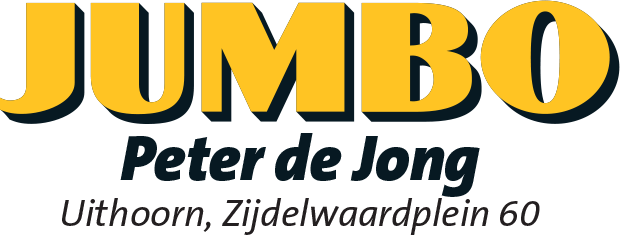 JUMBO
Peter de Jong
Uithoorn, Zijdelwaardplein 60